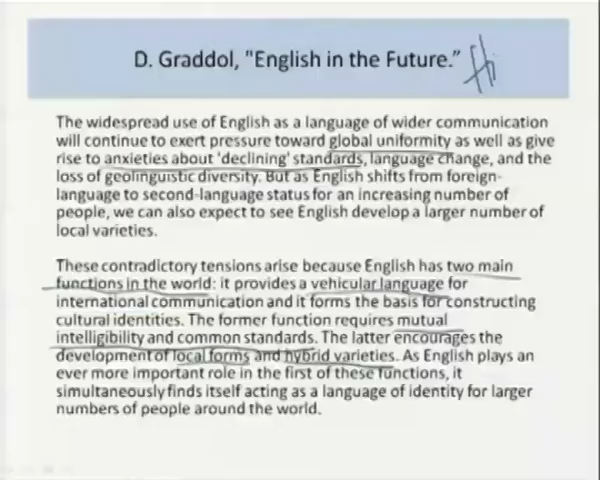 D. Graddol, "English in the Future."
The widespread use of English as a language of wider communication
will continue to exert pressure toward global uniformity as well as give
rise to anxieties about 'declining' standards, language change, and the
loss of geolinguistic diversity. But as English shifts from foreign-
language to second-language status for an increasing number of
people, we can also expect to see English develop a larger number of
local varieties.
These contradictory tensions arise because English has two main
functions in the world: it provides a vehicular language for
international communication and it forms the basis for constructing
cultural identities. The former function requires mutual
intelligibility and common standards. The latter encourages the
development of local forms and hybrid varieties. As English plays an
ever more important role in the first of these functions, it
simultaneously finds itself acting as a language of identity for larger
numbers of people around the world.